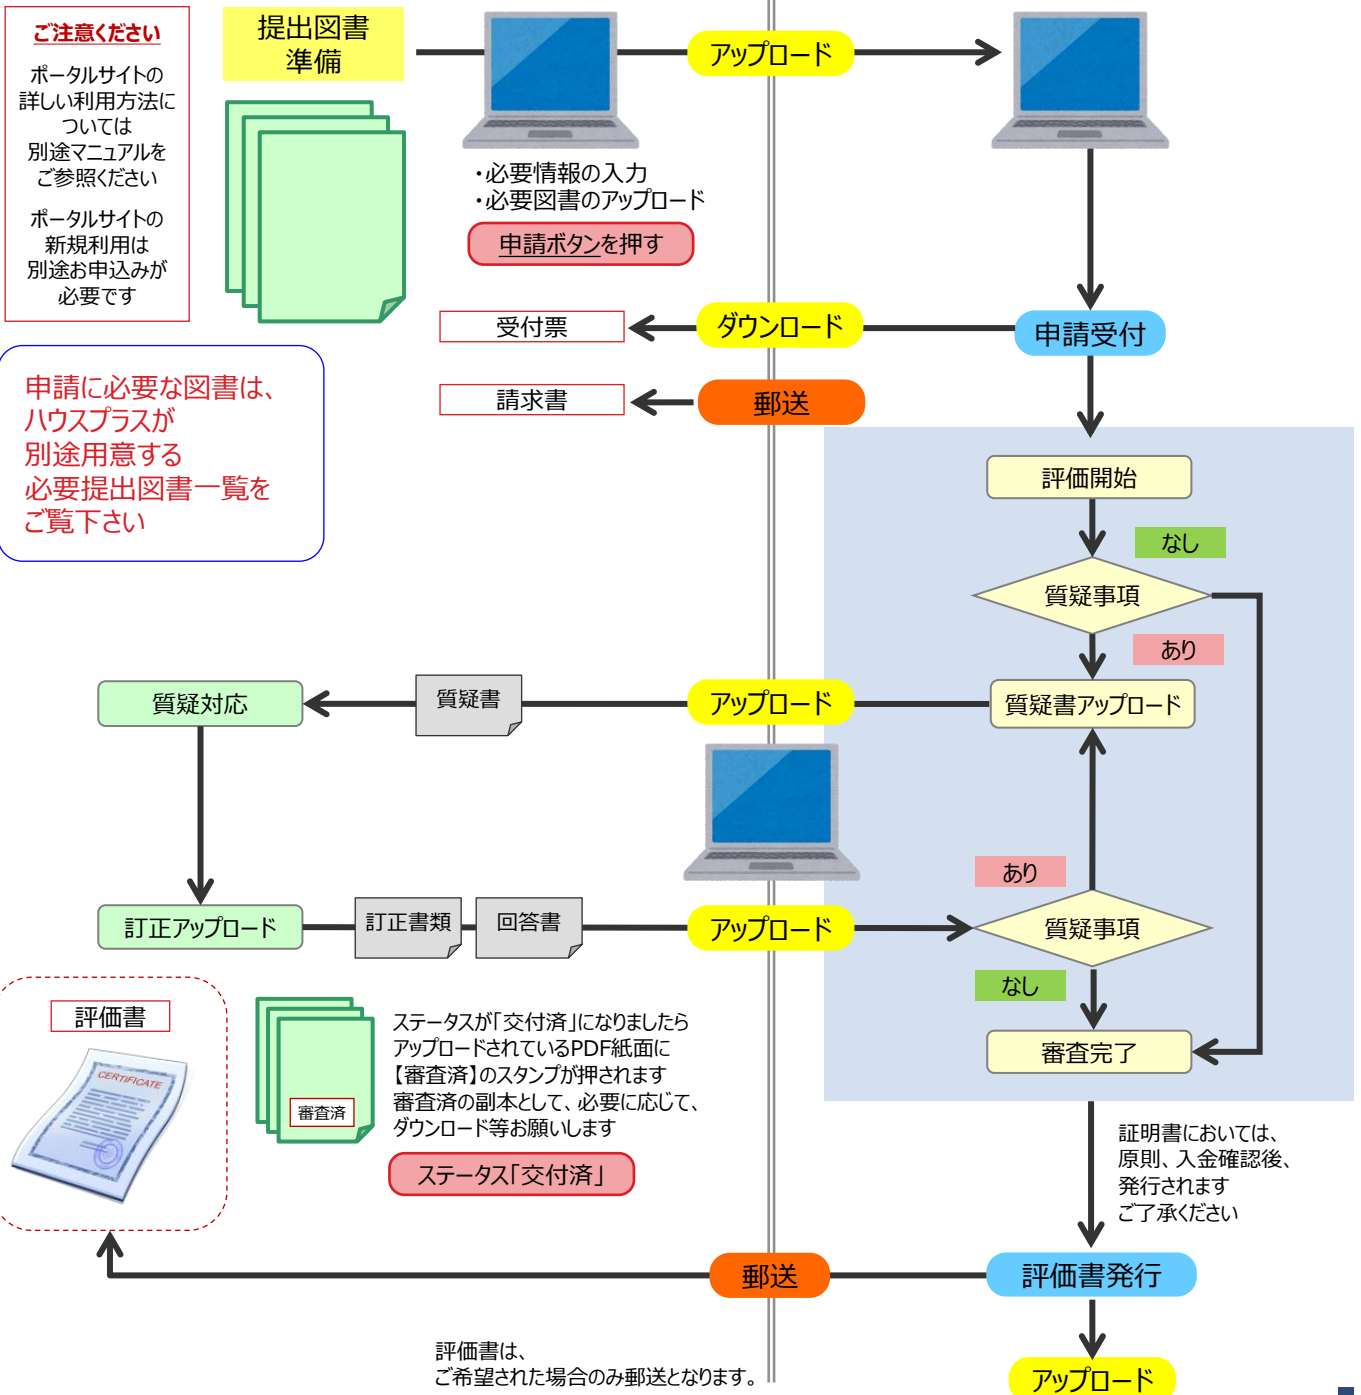 ご注意ください
ポータルサイトの
詳しい利用方法に
ついては
別途マニュアルを
ご参照ください
ポータルサイトの
新規利用は
別途お申込みが
必要です
提出図書
準備
アップロード
・必要情報の入力
・必要図書のアップロード
申請ボタンを押す
受付票
ダウンロード
申請受付
請求書
郵送
申請に必要な図書は、
ハウスプラスが
別途用意する
必要提出図書一覧を
ご覧下さい
評価開始
なし
質疑事項
あり
質疑対応
質疑書
アップロード
質疑書アップロード
あり
訂正アップロード
訂正書類
回答書
アップロード
質疑事項
なし
審査完了
評価書
CERTIFICATE
審査済
ステータスが「交付済」になりましたら
アップロードされているPDF紙面に
【審査済】のスタンプが押されます
審査済の副本として、必要に応じて、
ダウンロード等お願いします
ステータス「交付済」
証明書においては、
原則、入金確認後、
発行されます
ご了承ください
郵送
評価書発行
評価書は、
ご希望された場合のみ郵送となります。
アップロード